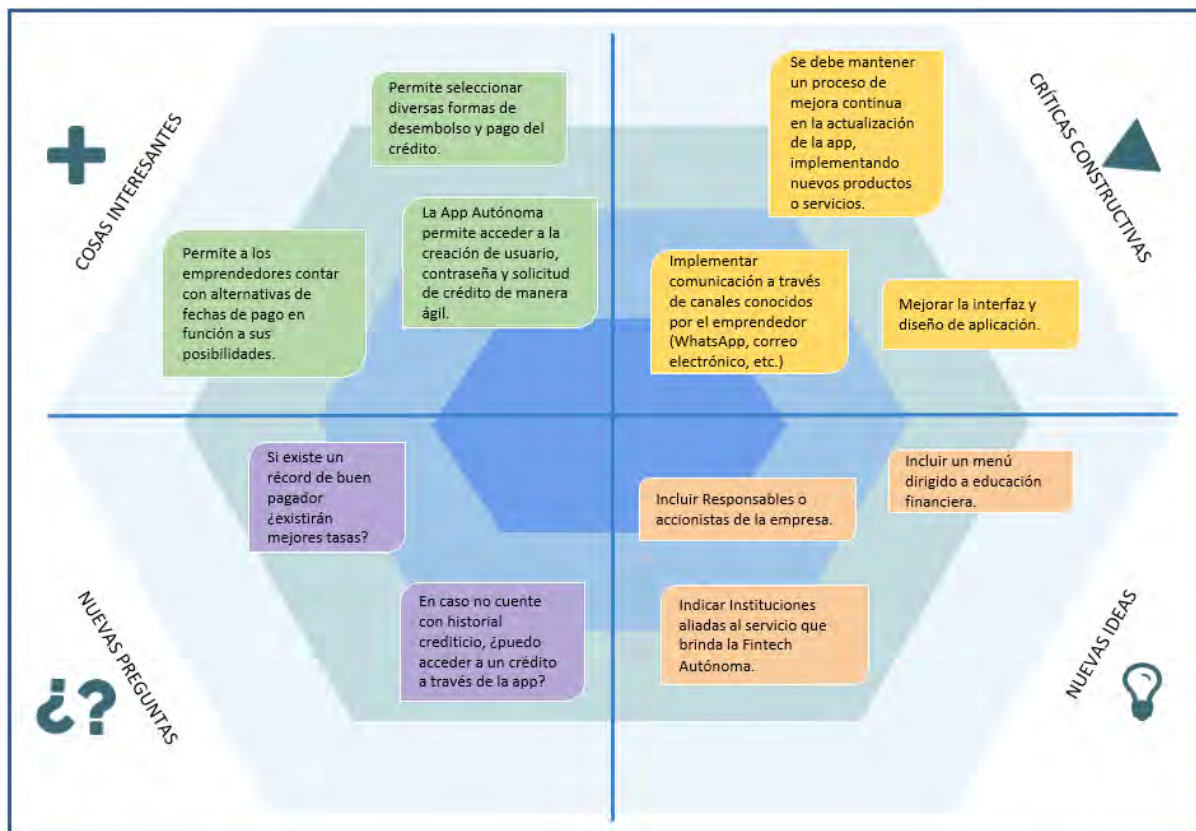 COSAS INTERESANTES
Permite seleccionar
diversas formas de
desembolso y pago del
crédito.
La App Autónoma
permite acceder a la
creación de usuario,
contraseña y solicitud
de crédito de manera
ágil.
Permite a los
emprendedores contar
con alternativas de
fechas de pago en
función a sus
posibilidades.
CRÍTICAS CONSTRUCTIVAS
Se debe mantener
un proceso de
mejora continua
en la actualización
de la app,
implementando
nuevos productos
o servicios.
Implementar
comunicación a través
de canales conocidos
por el emprendedor
(WhatsApp, correo
electrónico, etc.)
Mejorar la interfaz y
diseño de aplicación.
NUEVAS PREGUNTAS
¿?
Si existe un
récord de buen
pagador
¿existirán
mejores tasas?
En caso no cuente
con historial
crediticio, ¿puedo
acceder a un crédito
a través de la app?
NUEVAS IDEAS
Incluir un menú
dirigido a educación
financiera.
Incluir Responsables o
accionistas de la empresa.
Indicar Instituciones
aliadas al servicio que
brinda la Fintech
Autónoma.